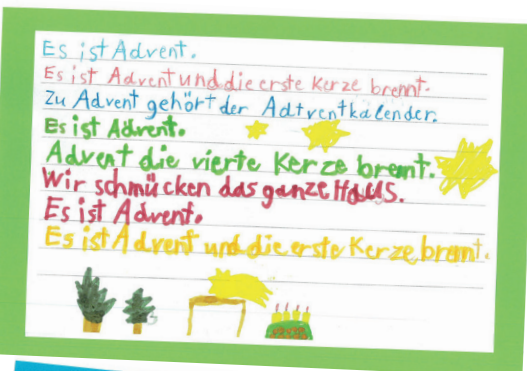 Es ist Advent.
Es ist Advent und die erste Kerze brennt.
Zu Advent gehört der Adtventkalender.
Es ist Advent.
Advent die vierte Kerze brennt.
Wir schmücken das ganze Haus.
Es ist Advent.
Es ist Advent und die erste Kerze brennt.